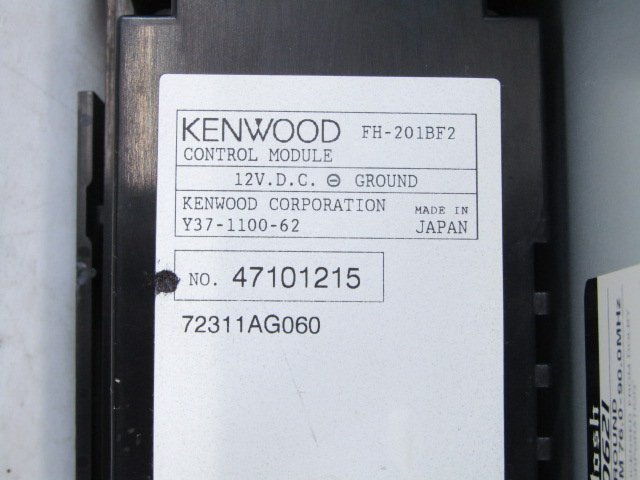 KENWOOD FH-201BF2
CONTROL MODULE
12V.D.C. ⊖ GROUND
KENWOOD CORPORATION MADE IN
Y37-1100-62 JAPAN
NO. 47101215
72311AG060